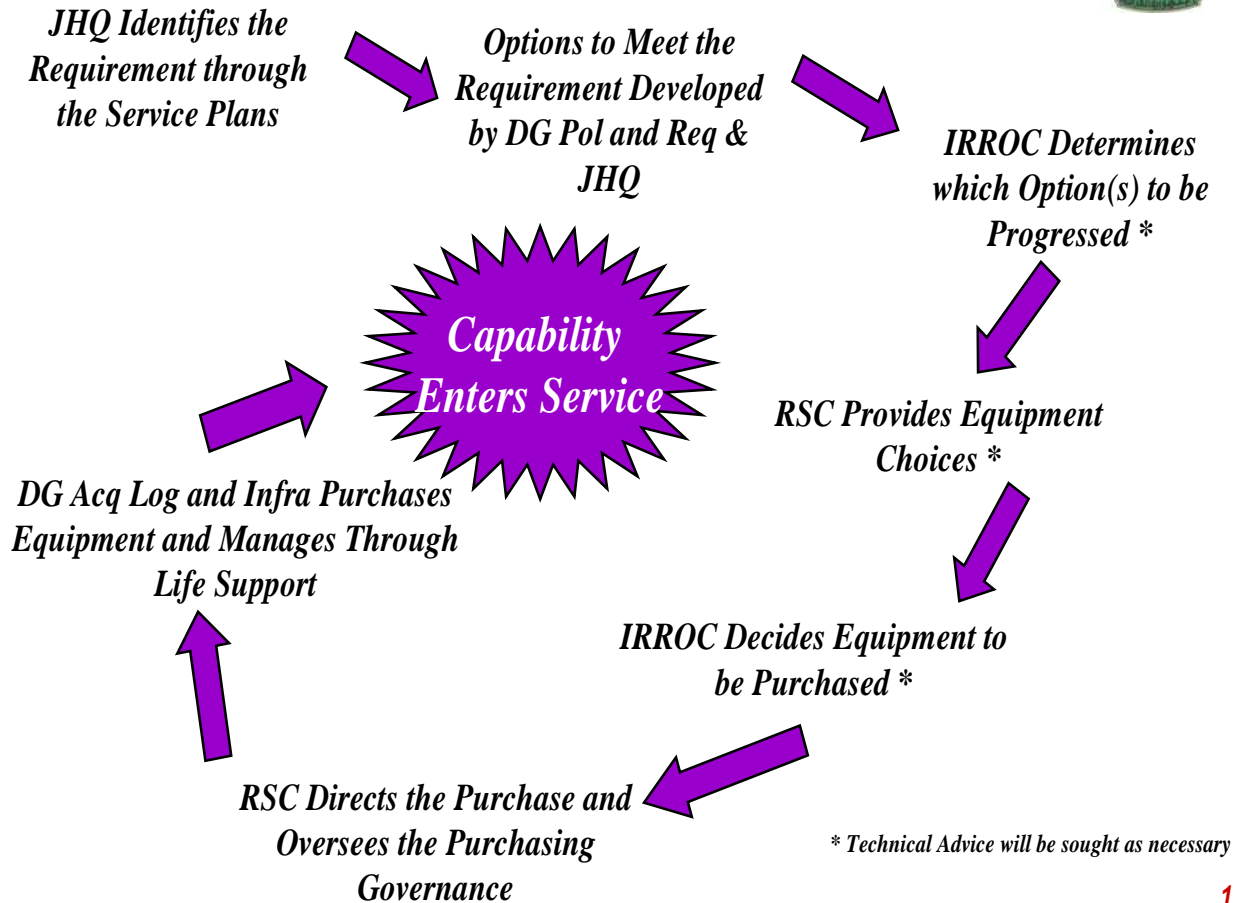 JHQ Identifies the
Requirement through
the Service Plans
Options to Meet the
Requirement Developed
by DG Pol and Req &
JHQ
IRROC Determines
which Option(s) to be
Progressed *
RSC Provides Equipment
Choices *
IRROC Decides Equipment to
be Purchased *
RSC Directs the Purchase and
Oversees the Purchasing
Governance
DG Acq Log and Infra Purchases
Equipment and Manages Through
Life Support
Capability
Enters Service
* Technical Advice will be sought as necessary
1